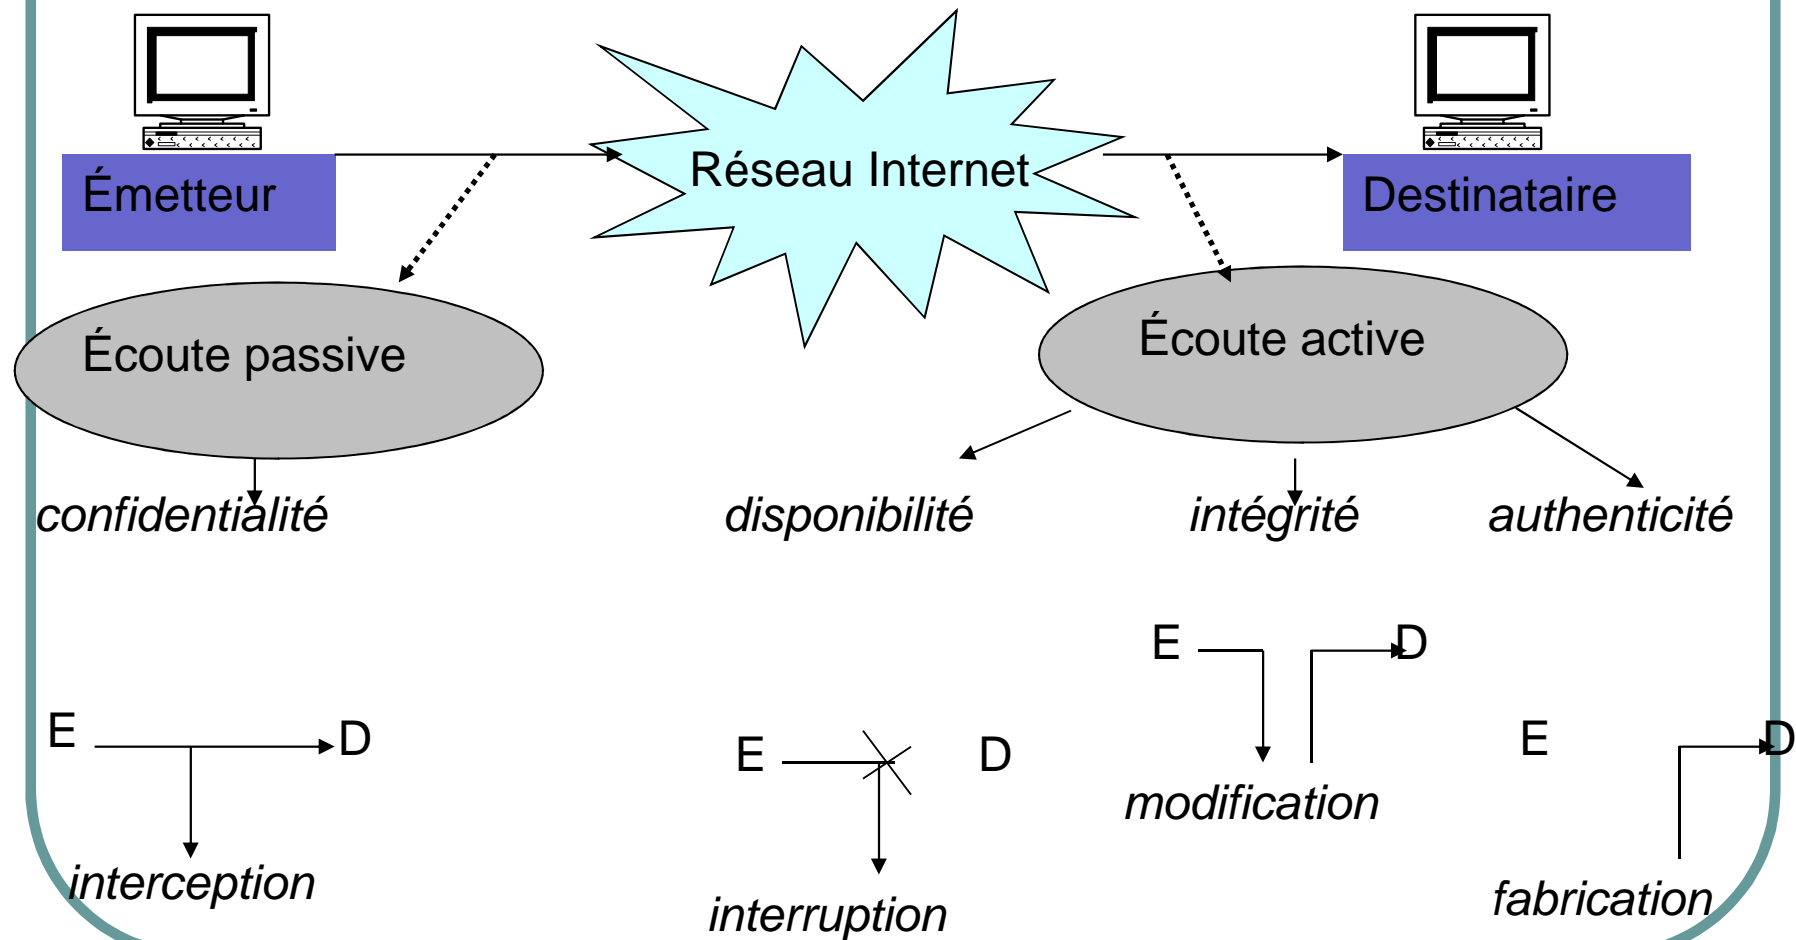 Émetteur
Réseau Internet
Destinataire
Écoute passive
Écoute active
confidentialité
disponibilité
intégrité
authenticité
E D
interception
E D
interruption
E D
modification
E D
fabrication